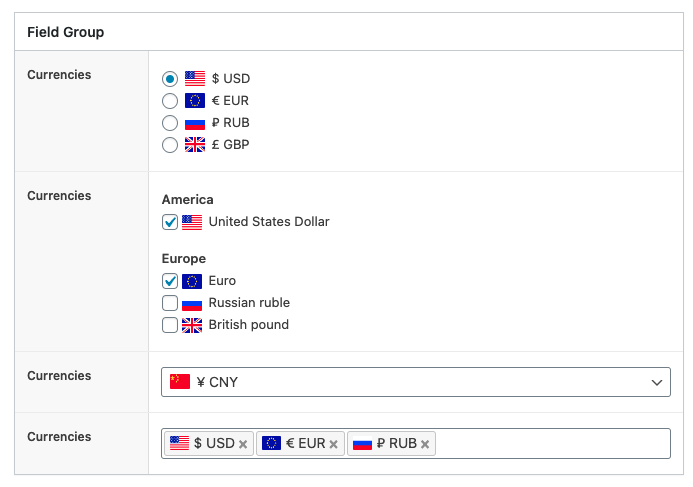 Field Group
Currencies
$ USD
€ EUR
₽ RUB
£ GBP
Currencies
America
United States Dollar
Europe
Euro
Russian ruble
British pound
Currencies
¥ CNY
Currencies
$ USD × € EUR × ₽ RUB ×